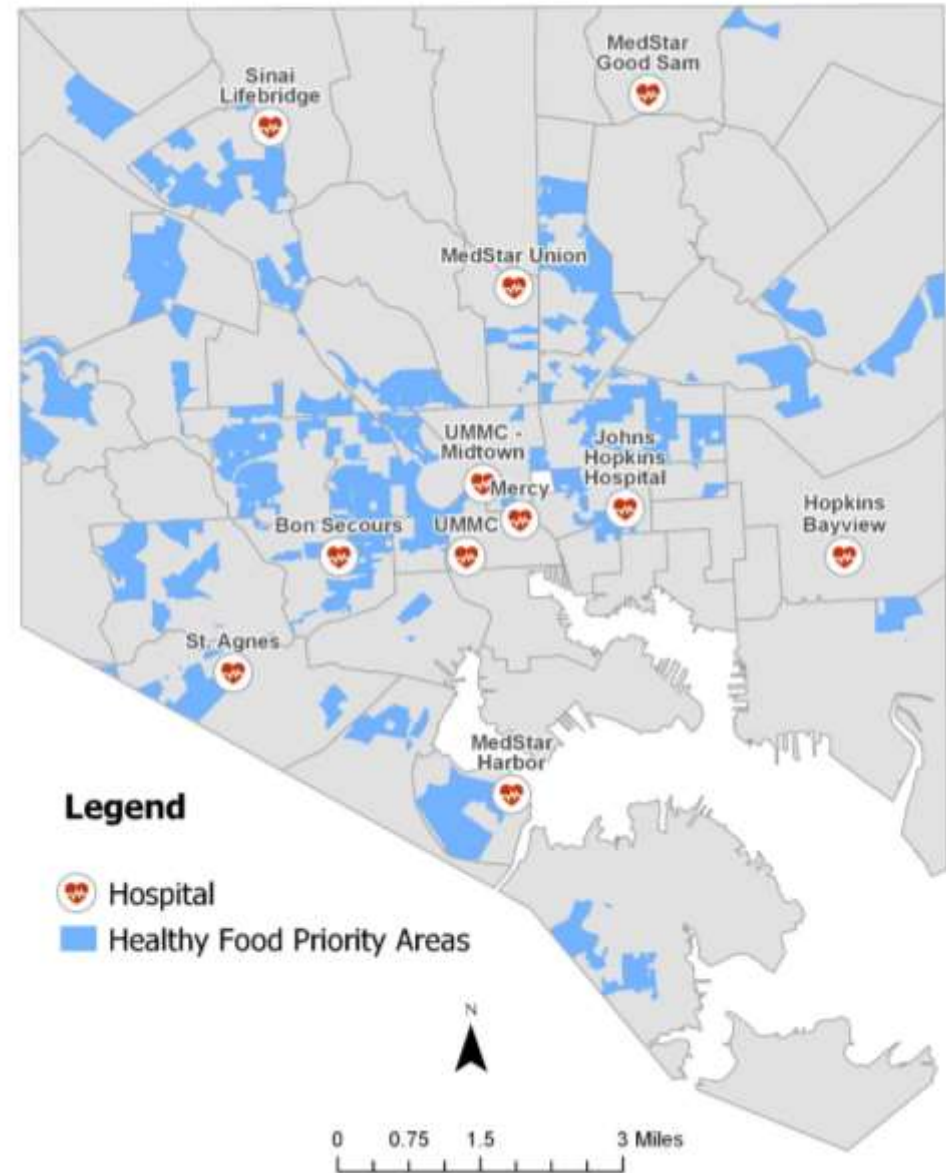 MedStar
Good Sam
Sinai
Lifebridge
MedStar Union
UMMC -
Midtown
Johns
Hopkins
Hospital
Mercy
Hopkins
Bayview
Bon Secours
UMMC
St. Agnes
MedStar
Harbor
Legend
Hospital
Healthy Food Priority Areas
N
0 0.75 1.5 3 Miles